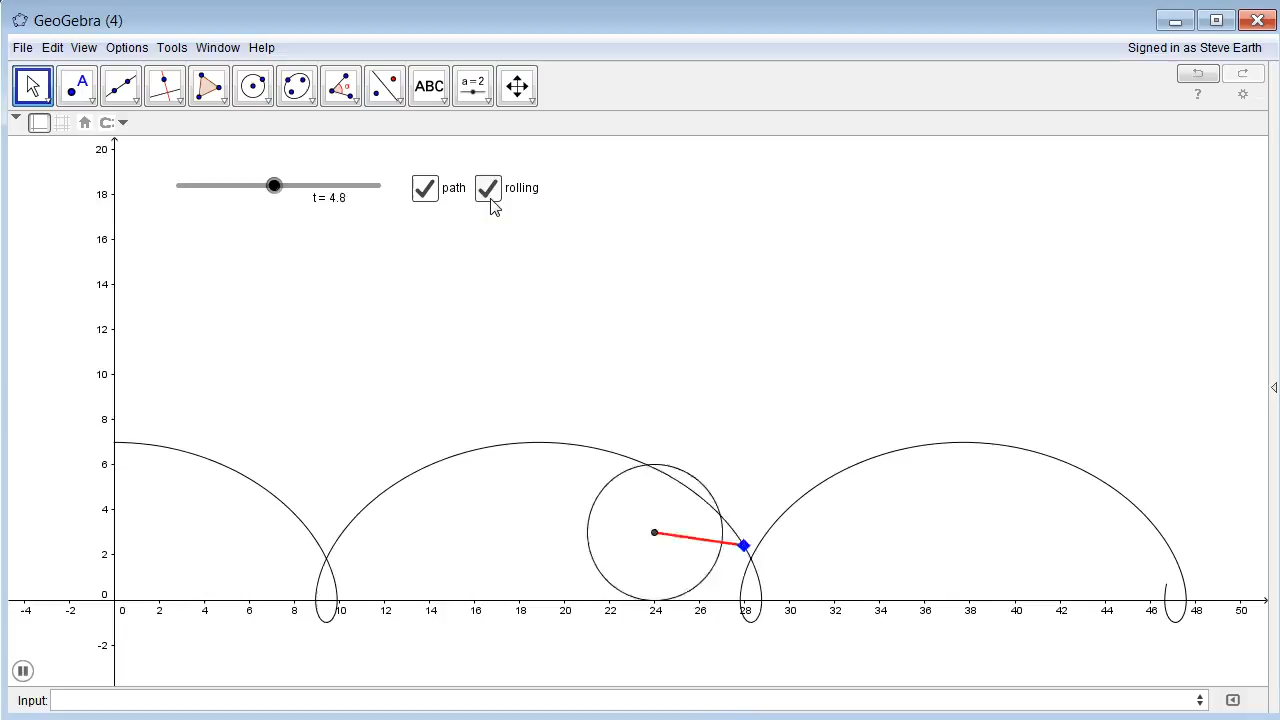 GeoGebra (4)
File Edit View Options Tools Window Help Signed in as Steve Earth
A ABC a=2
α
?
20
18
16
14
12
10
8
6
4
2
0
-2
t = 4.8
path rolling
-4 -2 0 2 4 6 8 10 12 14 16 18 20 22 24 26 28 30 32 34 36 38 40 42 44 46 48 50
Input: